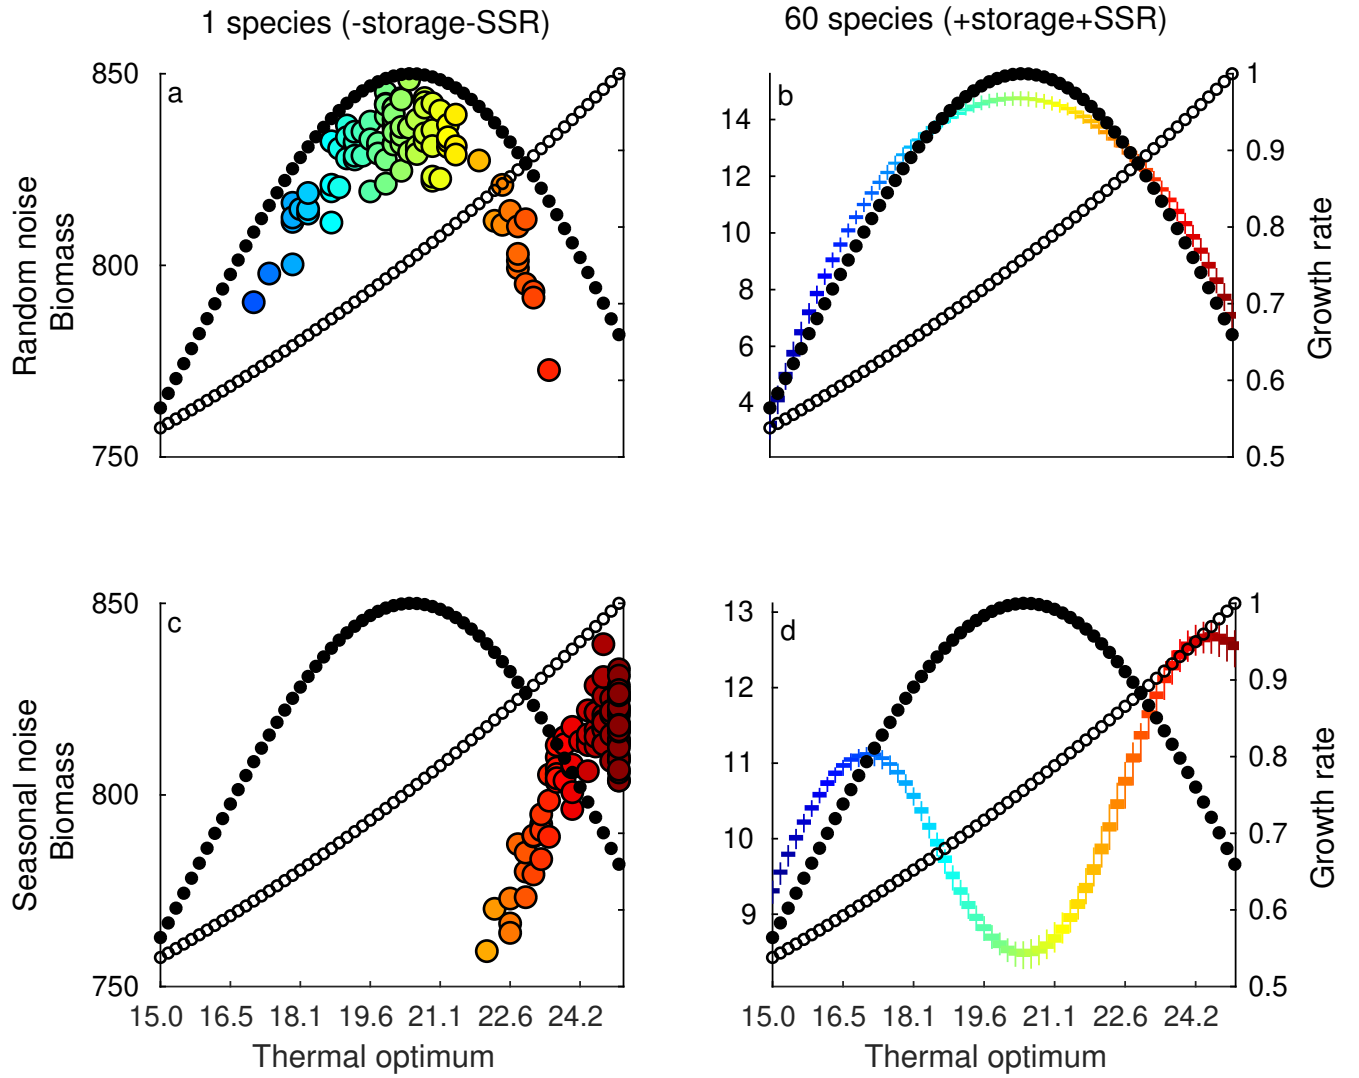 1 species (-storage-SSR)
60 species (+storage+SSR)
Random noise
Biomass
850
800
750
a
14
12
10
8
6
4
b
1
0.9
0.8
0.7
0.6
0.5
Growth rate
Seasonal noise
Biomass
850
800
750
c
15.0 16.5 18.1 19.6 21.1 22.6 24.2
Thermal optimum
13
12
11
10
9
d
1
0.9
0.8
0.7
0.6
0.5
Growth rate
15.0 16.5 18.1 19.6 21.1 22.6 24.2
Thermal optimum